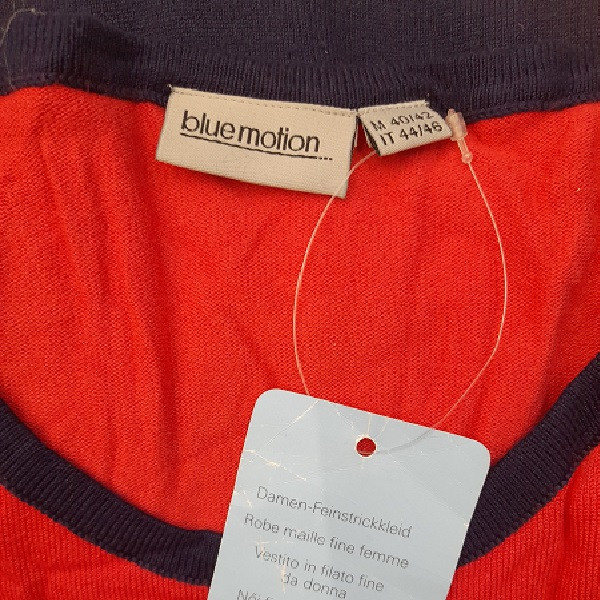 bluemotion
M 40/42
IT 44/46
Damen-Feinstrickkleid
Robe maille fine femme
Vestito in filato fine
da donna